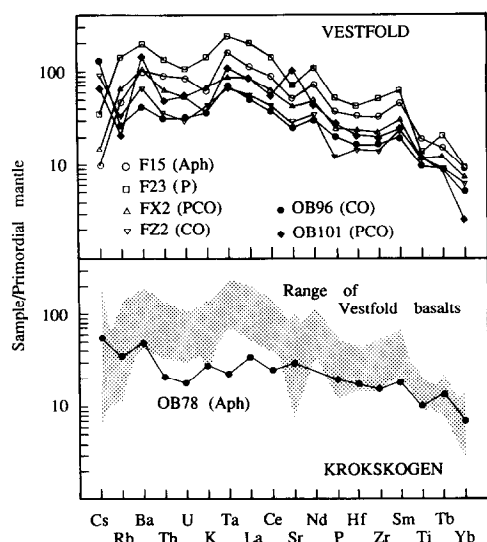 VESTFOLD
100
10
F15 (Aph)
F23 (P)
FX2 (PCO)
FZ2 (CO)
OB96 (CO)
OB101 (PCO)
Sample/Primordial mantle
Range of
Vestfold basalts
100
10
OB78 (Aph)
KROKSKOGEN
Cs Ba U Ta Ce Nd Hf Sm Tb
Rb Th K La Sr P Zr Ti Yb